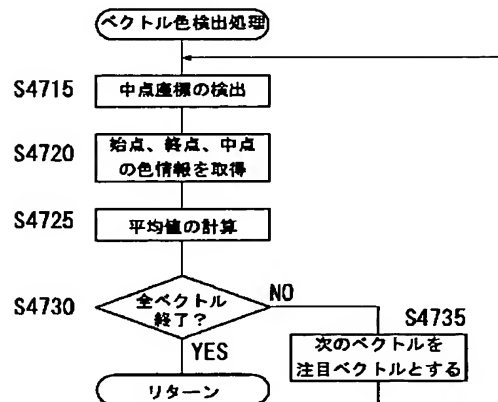 ベクトル色検出処理
S4715
中点座標の検出
S4720
始点、終点、中点
の色情報を取得
S4725
平均値の計算
S4730
全ベクトル
終了？
NO
YES
S4735
次のベクトルを
注目ベクトルとする
リターン